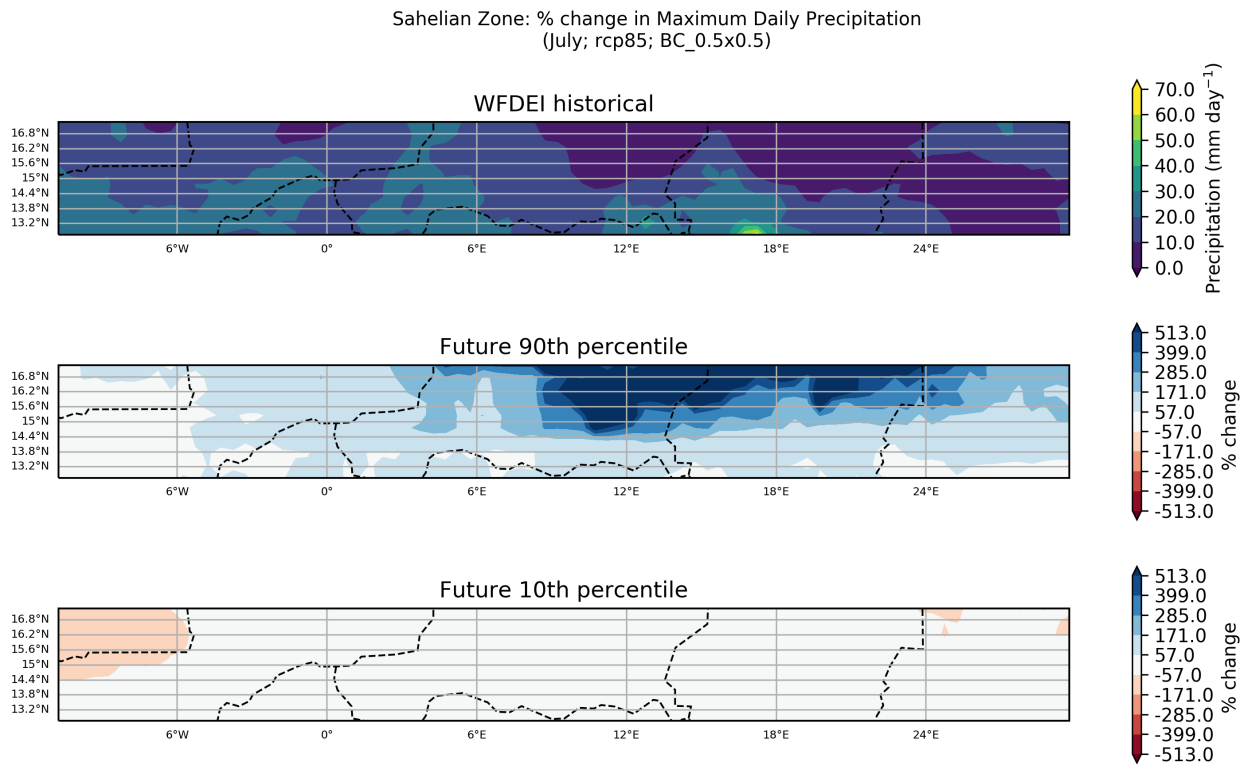 Sahelian Zone: % change in Maximum Daily Precipitation
(July; rcp85; BC_0.5x0.5)
WFDEI historical
16.8°N
16.2°N
15.6°N
15°N
14.4°N
13.8°N
13.2°N
6°W
0°
6°E
12°E
18°E
24°E
70.0
60.0
50.0
40.0
30.0
20.0
10.0
0.0
Precipitation (mm day⁻¹)
Future 90th percentile
16.8°N
16.2°N
15.6°N
15°N
14.4°N
13.8°N
13.2°N
6°W
0°
6°E
12°E
18°E
24°E
513.0
399.0
285.0
171.0
57.0
-57.0
-171.0
-285.0
-399.0
-513.0
% change
Future 10th percentile
16.8°N
16.2°N
15.6°N
15°N
14.4°N
13.8°N
13.2°N
6°W
0°
6°E
12°E
18°E
24°E
513.0
399.0
285.0
171.0
57.0
-57.0
-171.0
-285.0
-399.0
-513.0
% change